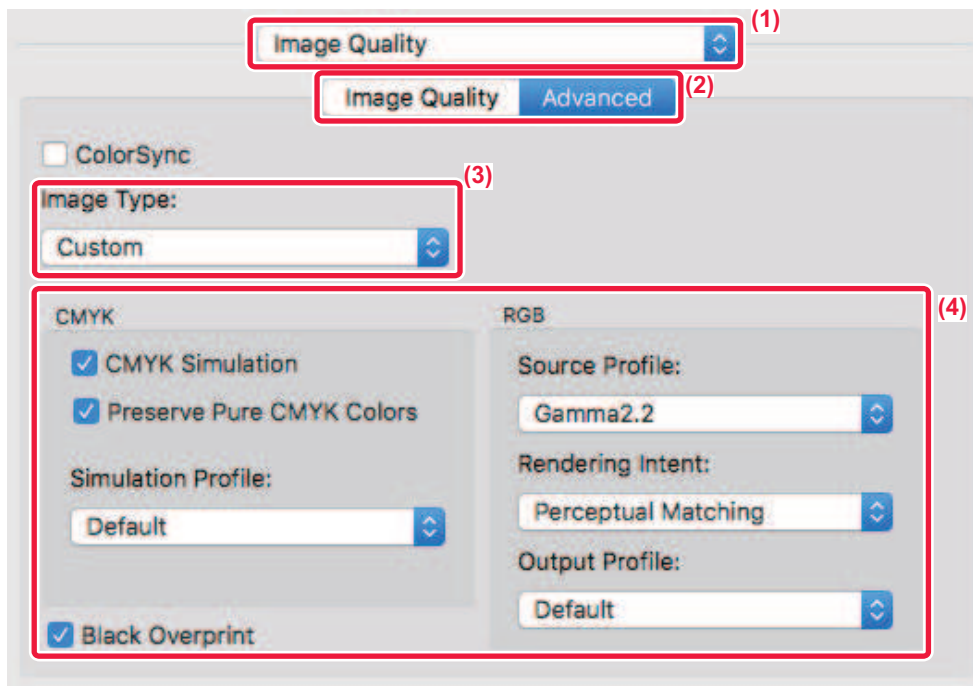 (1)
Image Quality
(2)
Image Quality Advanced
ColorSync
(3)
Image Type:
Custom
(4)
CMYK
CMYK Simulation
Preserve Pure CMYK Colors
Simulation Profile:
Default
Black Overprint
RGB
Source Profile:
Gamma2.2
Rendering Intent:
Perceptual Matching
Output Profile:
Default